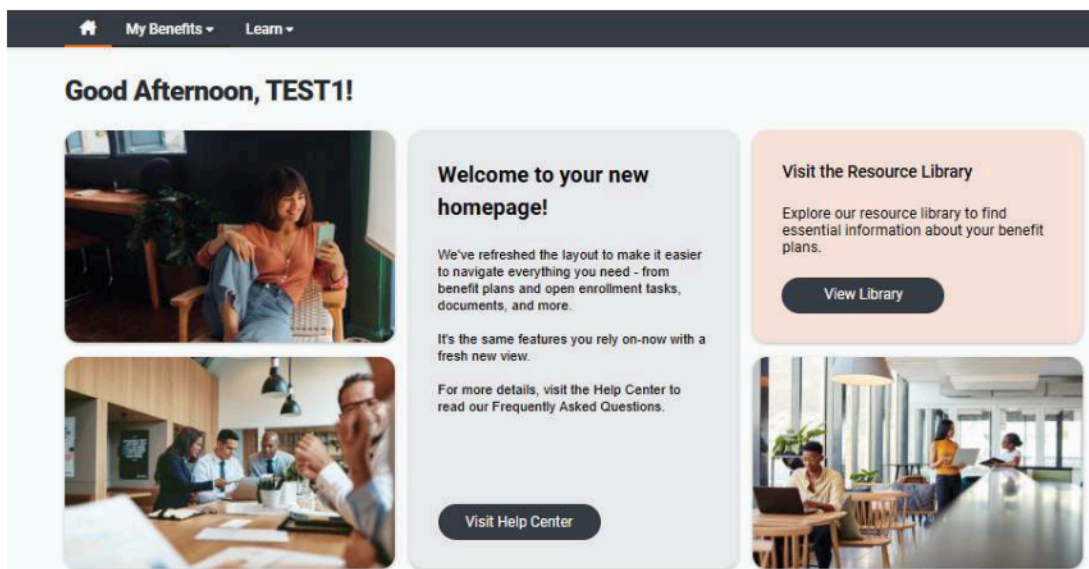 My Benefits Learn
Good Afternoon, TEST1!
Welcome to your new
homepage!
We've refreshed the layout to make it easier
to navigate everything you need - from
benefit plans and open enrollment tasks,
documents, and more.
It's the same features you rely on-now with a
fresh new view.
For more details, visit the Help Center to
read our Frequently Asked Questions.
Visit Help Center
Visit the Resource Library
Explore our resource library to find
essential information about your benefit
plans.
View Library